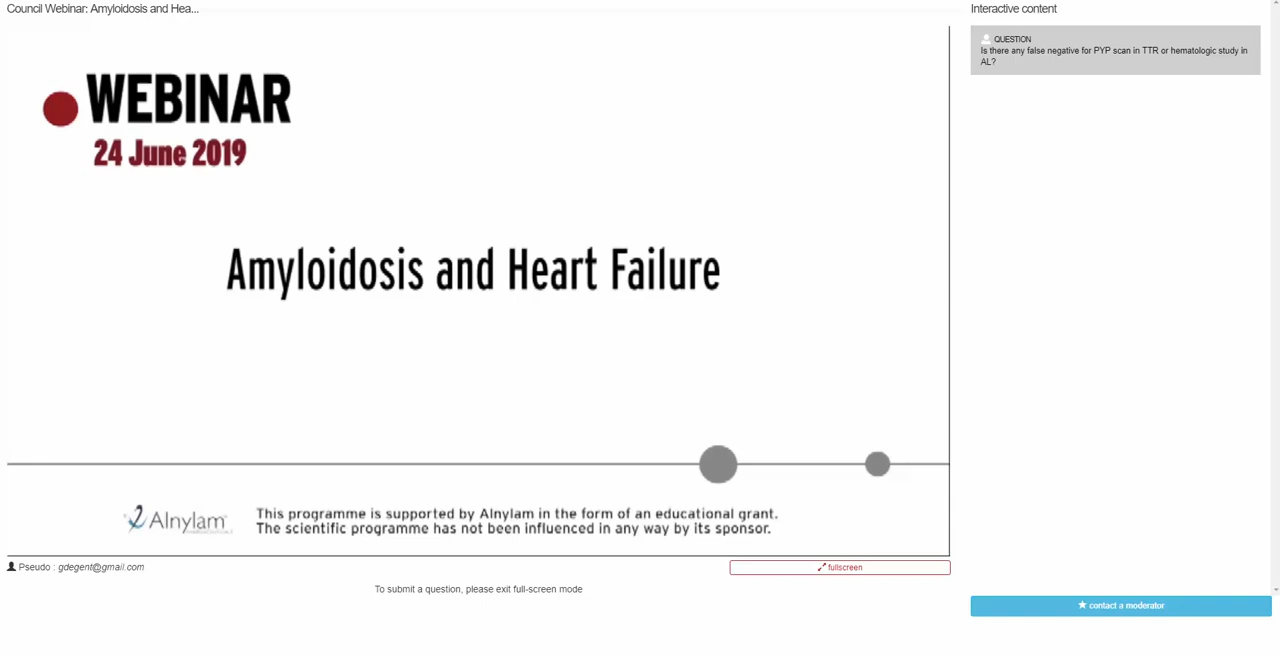 Council Webinar: Amyloidosis and Hea...
WEBINAR
24 June 2019
Amyloidosis and Heart Failure
Alnylam
This programme is supported by Alnylam in the form of an educational grant.
The scientific programme has not been influenced in any way by its sponsor.
Pseudo : gdegent@gmail.com
fullscreen
To submit a question, please exit full-screen mode
Interactive content
QUESTION
Is there any false negative for PYP scan in TTR or hematologic study in
AL?
contact a moderator